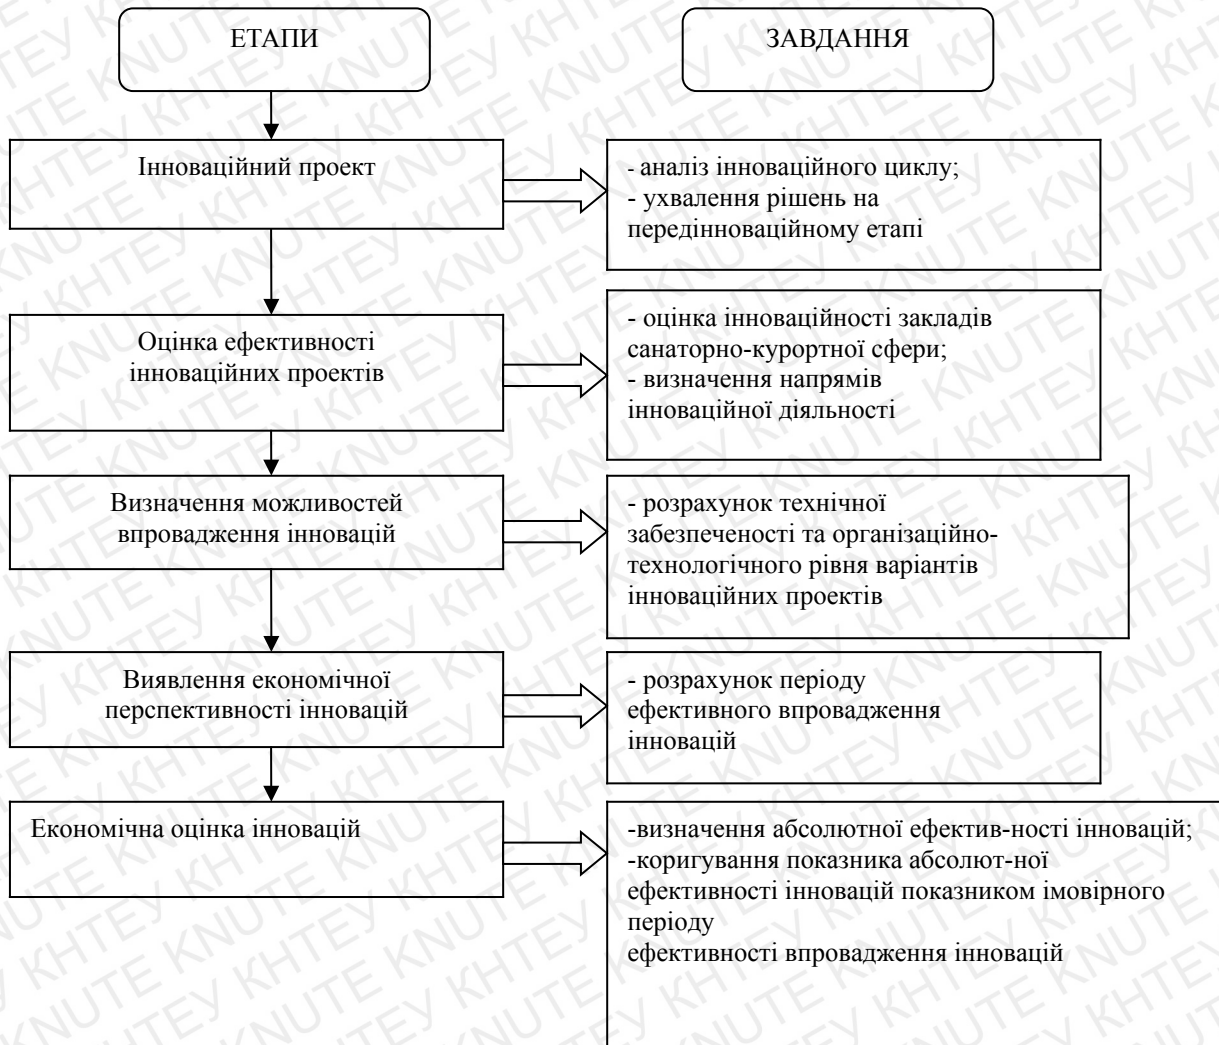 ЕТАПИ
ЗАВДАННЯ
Інноваційний проект
- аналіз інноваційного циклу;
- ухвалення рішень на
передінноваційному етапі
Оцінка ефективності
інноваційних проектів
- оцінка інноваційності закладів
санаторно-курортної сфери;
- визначення напрямів
інноваційної діяльності
Визначення можливостей
впровадження інновацій
- розрахунок технічної
забезпеченості та організаційно-
технологічного рівня варіантів
інноваційних проектів
Виявлення економічної
перспективності інновацій
- розрахунок періоду
ефективного впровадження
інновацій
Економічна оцінка інновацій
-визначення абсолютної ефектив-ності інновацій;
-коригування показника абсолют-ної
ефективності інновацій показником імовірного
періоду
ефективності впровадження інновацій